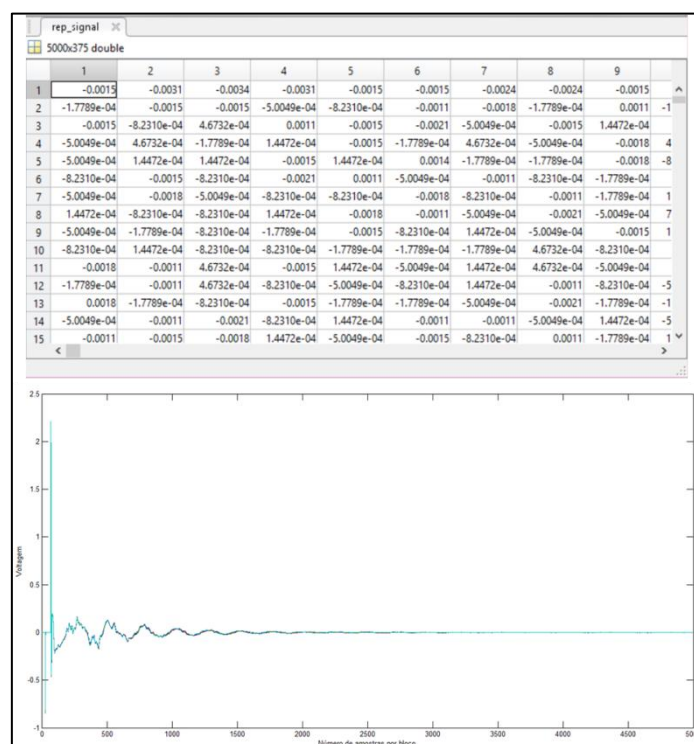 rep_signal
5000x375 double
1 2 3 4 5 6 7 8 9
1 -0.0015 -0.0031 -0.0034 -0.0031 -0.0015 -0.0015 -0.0024 -0.0024 -0.0015
2 -1.7789e-04 -0.0015 -0.0015 -5.0049e-04 -8.2310e-04 -0.0011 -0.0018 -1.7789e-04 0.0011 -1
3 -0.0015 -8.2310e-04 4.6732e-04 0.0011 -0.0015 -0.0021 -5.0049e-04 -0.0015 1.4472e-04
4 -5.0049e-04 4.6732e-04 -1.7789e-04 1.4472e-04 -0.0015 -1.7789e-04 4.6732e-04 -5.0049e-04 -0.0018 4
5 -5.0049e-04 1.4472e-04 1.4472e-04 -0.0015 1.4472e-04 0.0014 -1.7789e-04 -1.7789e-04 -0.0018 -8
6 -8.2310e-04 -0.0015 -8.2310e-04 -0.0021 0.0011 -5.0049e-04 -0.0011 -8.2310e-04 -1.7789e-04
7 -5.0049e-04 -0.0018 -5.0049e-04 -8.2310e-04 -8.2310e-04 -0.0018 -8.2310e-04 -0.0011 -1.7789e-04 1
8 1.4472e-04 -8.2310e-04 -8.2310e-04 1.4472e-04 -0.0018 -0.0011 -5.0049e-04 -0.0021 -5.0049e-04 7
9 -5.0049e-04 -1.7789e-04 -8.2310e-04 -1.7789e-04 -0.0015 -8.2310e-04 1.4472e-04 -5.0049e-04 -0.0015 1
10 -8.2310e-04 1.4472e-04 -8.2310e-04 -8.2310e-04 -1.7789e-04 -1.7789e-04 -1.7789e-04 4.6732e-04 -8.2310e-04
11 -0.0018 -0.0011 4.6732e-04 -0.0015 1.4472e-04 -5.0049e-04 1.4472e-04 4.6732e-04 -5.0049e-04
12 -1.7789e-04 -0.0011 4.6732e-04 -8.2310e-04 -5.0049e-04 -8.2310e-04 1.4472e-04 -0.0011 -8.2310e-04 -5
13 0.0018 -1.7789e-04 -8.2310e-04 -0.0015 -1.7789e-04 -1.7789e-04 -5.0049e-04 -0.0021 -1.7789e-04 -1
14 -5.0049e-04 -0.0011 -0.0021 -8.2310e-04 1.4472e-04 -0.0011 -0.0011 -5.0049e-04 1.4472e-04 -5
15 -0.0011 -0.0015 -0.0018 1.4472e-04 -5.0049e-04 -0.0015 -8.2310e-04 0.0011 -1.7789e-04 1
2.5
2
1.5
1
0.5
0
-0.5
-1
Voltagem
0 500 1000 1500 2000 2500 3000 3500 4000 4500 5000
Número de amostras por bloco